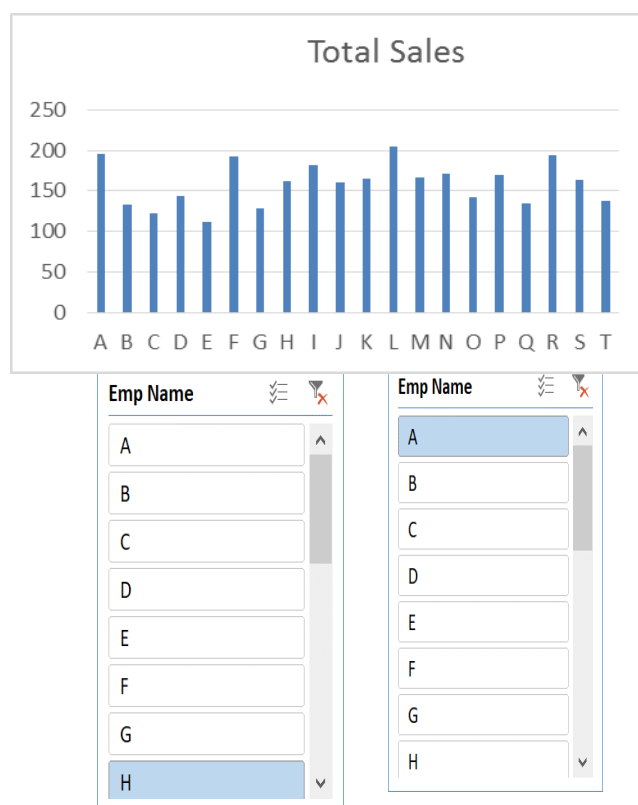 Total Sales
250
200
150
100
50
0
A B C D E F G H I J K L M N O P Q R S T
Emp Name
A
B
C
D
E
F
G
H
Emp Name
A
B
C
D
E
F
G
H